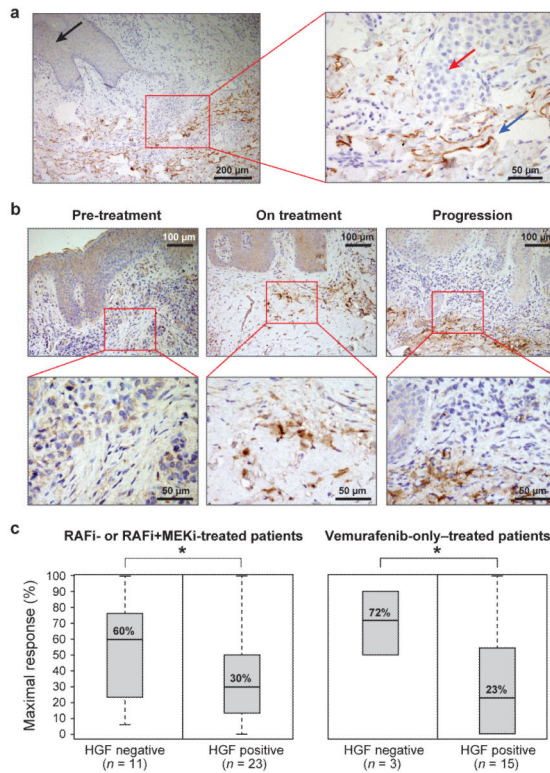 a
200 μm
50 μm
b
Pre-treatment
On treatment
Progression
100 μm
100 μm
100 μm
50 μm
50 μm
50 μm
c
RAFi- or RAFi+MEKi-treated patients
Vemurafenib-only–treated patients
*
*
Maximal response (%)
100
90
80
70
60
50
40
30
20
10
0
60%
30%
72%
23%
HGF negative
(n = 11)
HGF positive
(n = 23)
HGF negative
(n = 3)
HGF positive
(n = 15)